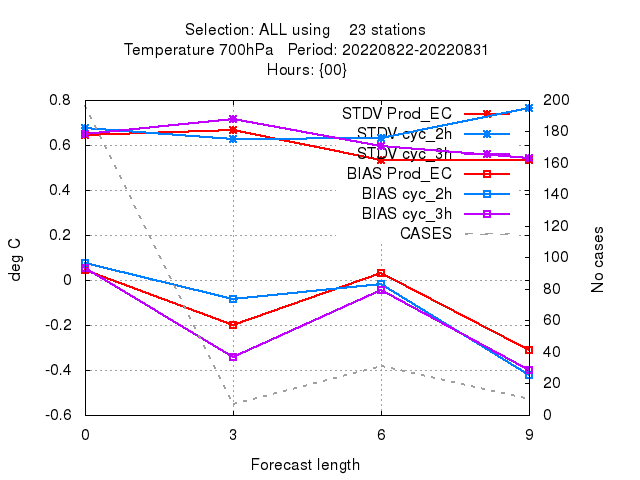 Selection: ALL using 23 stations
Temperature 700hPa Period: 20220822-20220831
Hours: {00}
0.8
0.6
0.4
0.2
0
-0.2
-0.4
-0.6
deg C
200
180
160
140
120
100
80
60
40
20
0
No cases
STDV Prod_EC
STDV cyc_2h
STDV cyc_3h
BIAS Prod_EC
BIAS cyc_2h
BIAS cyc_3h
CASES
0 3 6 9
Forecast length